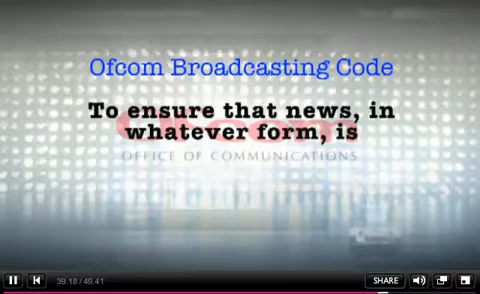 Ofcom Broadcasting Code
To ensure that news, in
whatever form, is
Ofcom
OFFICE OF COMMUNICATIONS
39.18 / 49.41
SHARE